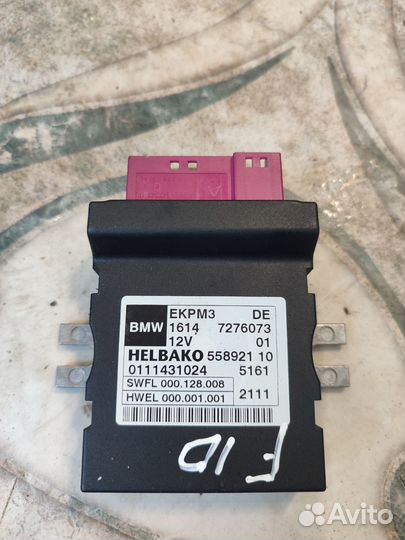 EKPM3 DE
BMW 1614 7276073
12V 01
HELBAKO 558921 10
0111431024 5161
SWFL 000.128.008
HWEL 000.001.001 2111
F10
Avito